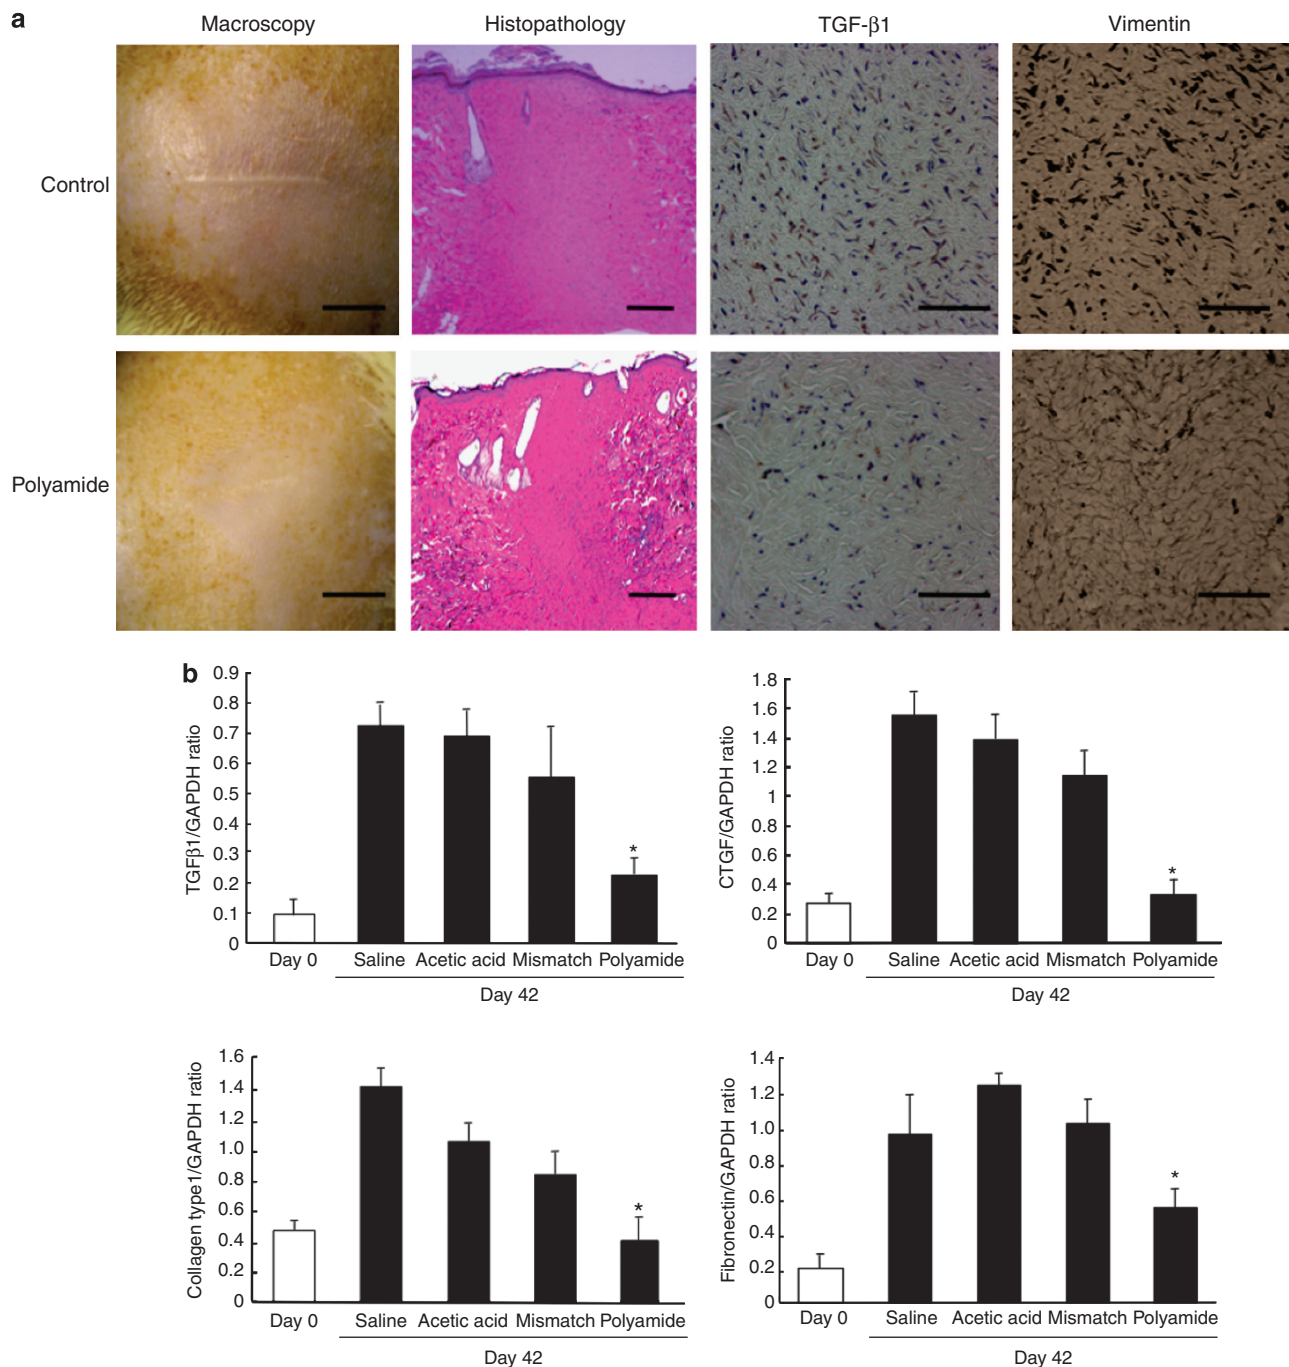 a
Macroscopy Histopathology TGF-β1 Vimentin
Control
Polyamide
b
TGFβ1/GAPDH ratio
0.9
0.8
0.7
0.6
0.5
0.4
0.3
0.2
0.1
0
Day 0 Saline Acetic acid Mismatch Polyamide
Day 42
*
CTGF/GAPDH ratio
1.8
1.6
1.4
1.2
1
0.8
0.6
0.4
0.2
0
Day 0 Saline Acetic acid Mismatch Polyamide
Day 42
*
Collagen type1/GAPDH ratio
1.6
1.4
1.2
1.0
0.8
0.6
0.4
0.2
0
Day 0 Saline Acetic acid Mismatch Polyamide
Day 42
*
Fibronectin/GAPDH ratio
1.4
1.2
1.0
0.8
0.6
0.4
0.2
0
Day 0 Saline Acetic acid Mismatch Polyamide
Day 42
*